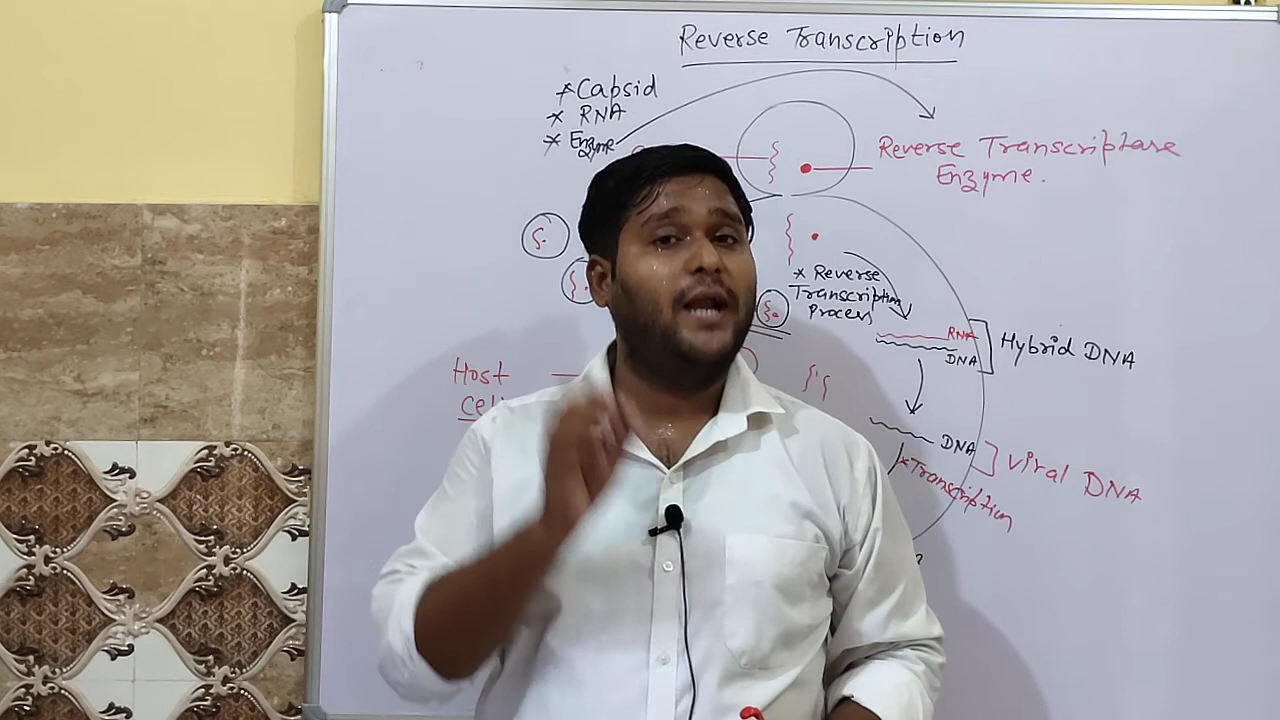 Reverse Transcription
* Capsid
* RNA
* Enzyme
Reverse Transcriptase
Enzyme.
* Reverse
Transcription
Process
RNA
DNA
Hybrid DNA
Host
DNA
Viral DNA
* Transcription